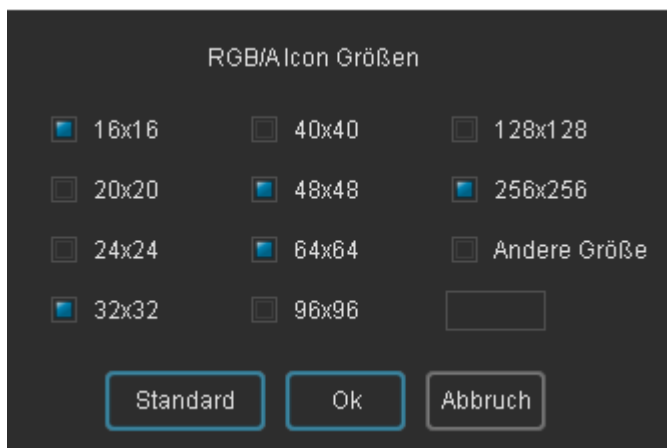 RGB/A Icon Größen
16x16
40x40
128x128
20x20
48x48
256x256
24x24
64x64
Andere Größe
32x32
96x96
Standard
Ok
Abbruch